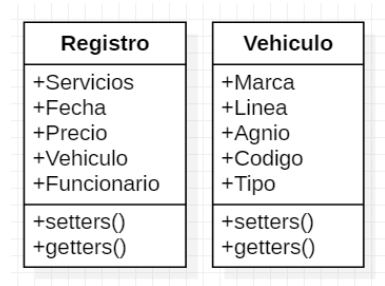 Registro
+Servicios
+Fecha
+Precio
+Vehiculo
+Funcionario
+setters()
+getters()
Vehiculo
+Marca
+Linea
+Agnio
+Codigo
+Tipo
+setters()
+getters()